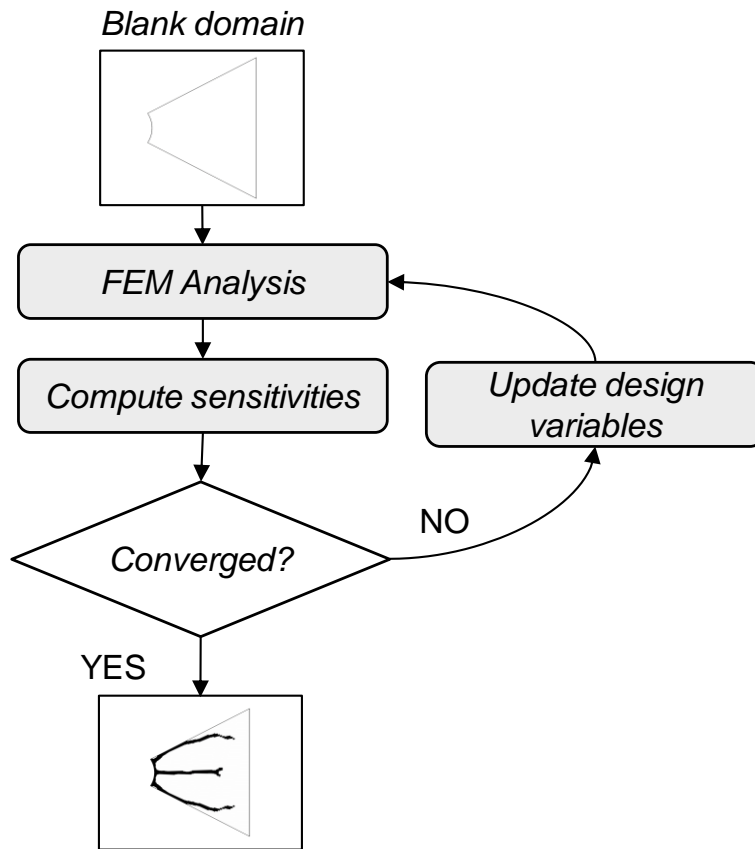 Blank domain
FEM Analysis
Compute sensitivities
Update design
variables
Converged?
NO
YES